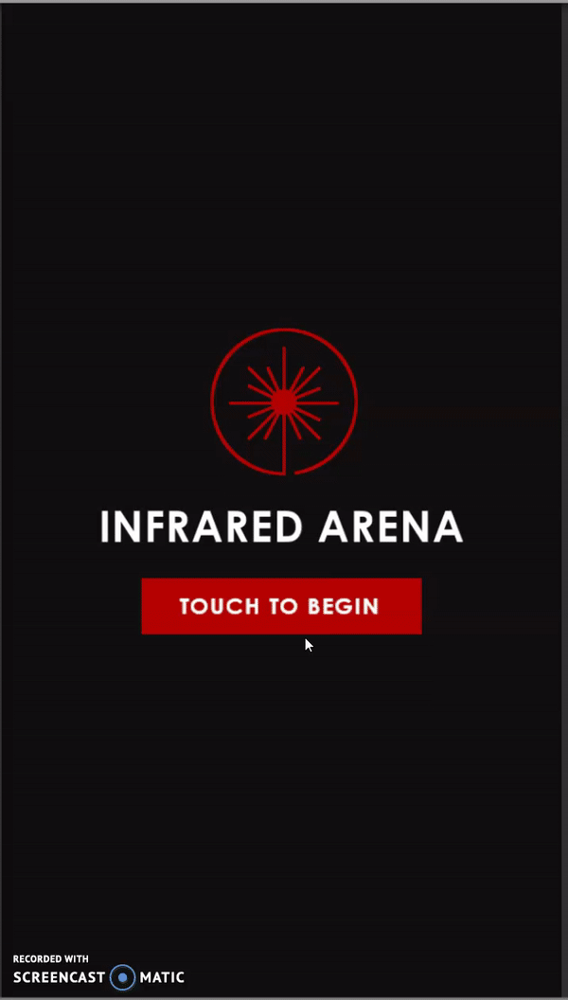 INFRARED ARENA
TOUCH TO BEGIN
RECORDED WITH
SCREENCAST MATIC